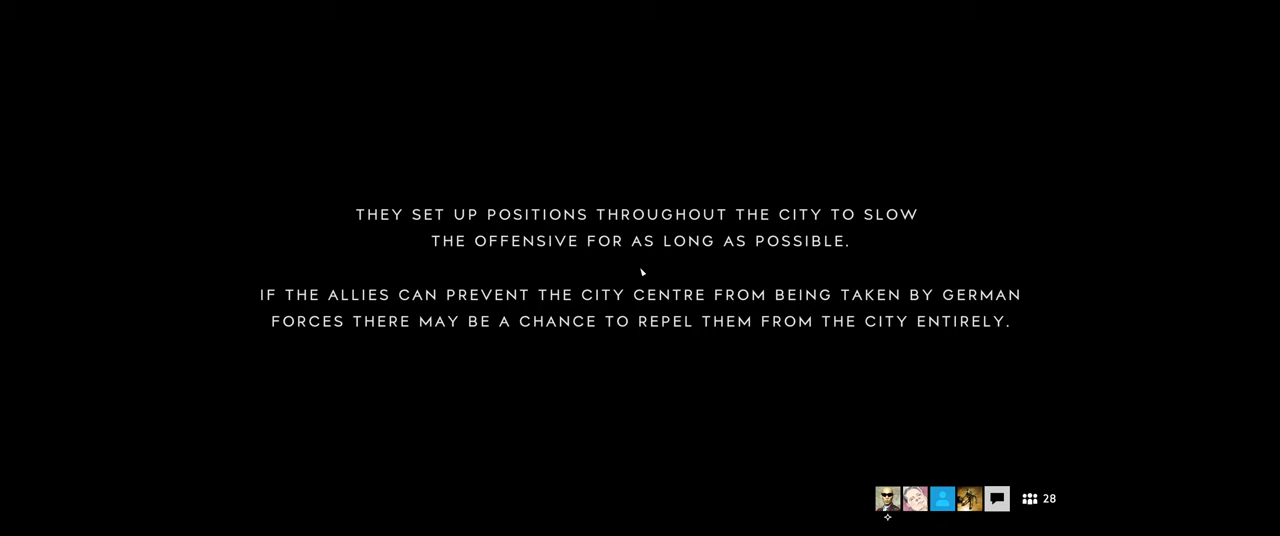 THEY SET UP POSITIONS THROUGHOUT THE CITY TO SLOW
THE OFFENSIVE FOR AS LONG AS POSSIBLE.
IF THE ALLIES CAN PREVENT THE CITY CENTRE FROM BEING TAKEN BY GERMAN
FORCES THERE MAY BE A CHANCE TO REPEL THEM FROM THE CITY ENTIRELY.
28